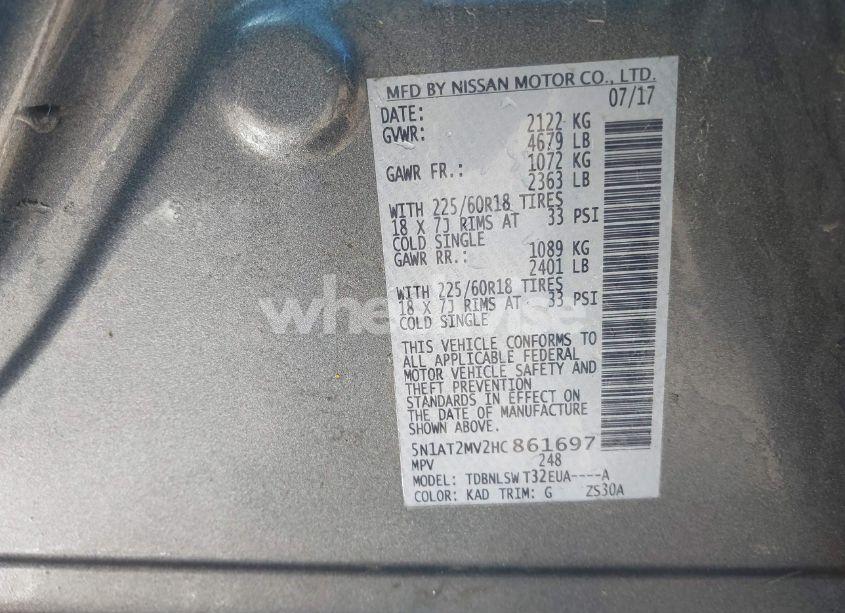 MFD BY NISSAN MOTOR CO., LTD.
DATE: 07/17
GVWR: 2122 KG
4679 LB
GAWR FR.: 1072 KG
2363 LB
WITH 225/60R18 TIRES
18 X 7J RIMS AT 33 PSI
COLD SINGLE
GAWR RR.: 1089 KG
2401 LB
WITH 225/60R18 TIRES
18 X 7J RIMS AT 33 PSI
COLD SINGLE
THIS VEHICLE CONFORMS TO
ALL APPLICABLE FEDERAL
MOTOR VEHICLE SAFETY AND
THEFT PREVENTION
STANDARDS IN EFFECT ON
THE DATE OF MANUFACTURE
SHOWN ABOVE.
5N1AT2MV2HC861697
MPV 248
MODEL: TDBNLSW T32EUA----A
COLOR: KAD TRIM: G ZS30A
wheelwise